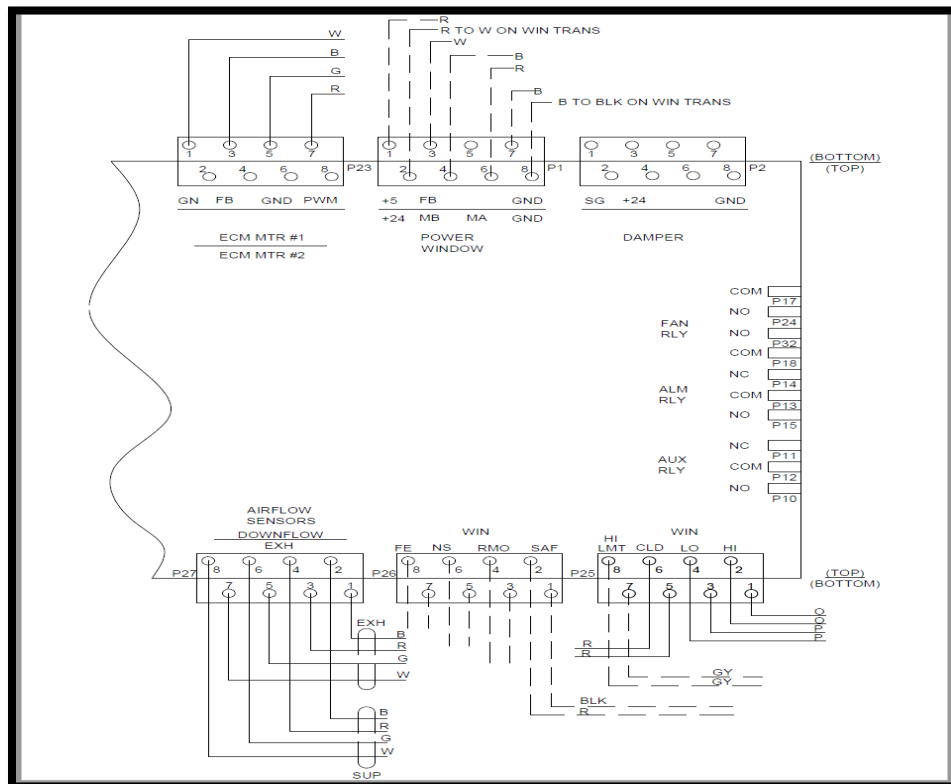 R
R TO W ON WIN TRANS
W
W
B
B
G
R
R
B
B TO BLK ON WIN TRANS
1 3 5 7
2 4 6 8
P23
1 3 5 7
2 4 6 8
P1
1 3 5 7
2 4 6 8
P2
(BOTTOM)
(TOP)
GN FB GND PWM
+5 FB GND
SG +24 GND
+24 MB MA GND
ECM MTR #1
ECM MTR #2
POWER
WINDOW
DAMPER
COM
P17
NO
P24
FAN
RLY
NO
P32
COM
P18
NC
P14
ALM
RLY
COM
P13
NO
P15
NC
P11
AUX
RLY
COM
P12
NO
P10
AIRFLOW
SENSORS
DOWNFLOW
EXH
WIN
FE NS RMO SAF
WIN
HI
LMT CLD LO HI
P27
8 6 4 2
7 5 3 1
P26
8 6 4 2
7 5 3 1
P25
8 6 4 2
7 5 3 1
(TOP)
(BOTTOM)
EXH
B
R
G
W
O
O
P
P
R
R
GY
GY
BLK
R
B
R
G
W
SUP